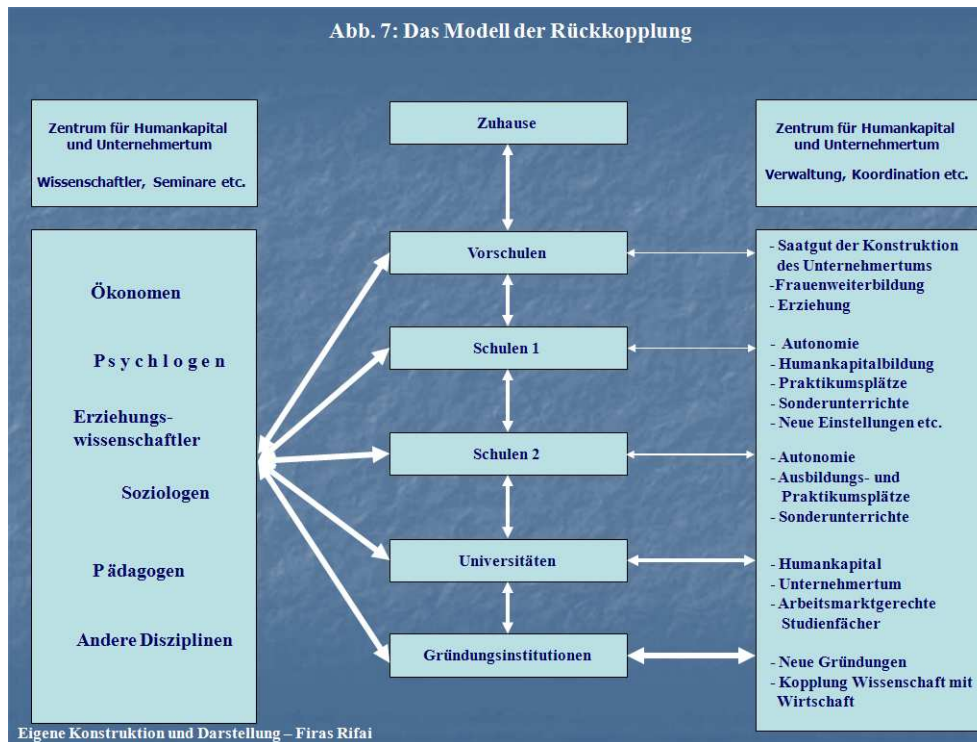 Abb. 7: Das Modell der Rückkopplung
Zentrum für Humankapital
und Unternehmertum
Wissenschaftler, Seminare etc.
Ökonomen
Psychlogen
Erziehungs-
wissenschaftler
Soziologen
Pädagogen
Andere Disziplinen
Zuhause
Vorschulen
Schulen 1
Schulen 2
Universitäten
Gründungsinstitutionen
Zentrum für Humankapital
und Unternehmertum
Verwaltung, Koordination etc.
- Saatgut der Konstruktion
des Unternehmertums
-Frauenweiterbildung
- Erziehung
- Autonomie
- Humankapitalbildung
- Praktikumsplätze
- Sonderunterrichte
- Neue Einstellungen etc.
- Autonomie
- Ausbildungs- und
Praktikumsplätze
- Sonderunterrichte
- Humankapital
- Unternehmertum
- Arbeitsmarktgerechte
Studienfächer
- Neue Gründungen
- Kopplung Wissenschaft mit
Wirtschaft
Eigene Konstruktion und Darstellung – Firas Rifai